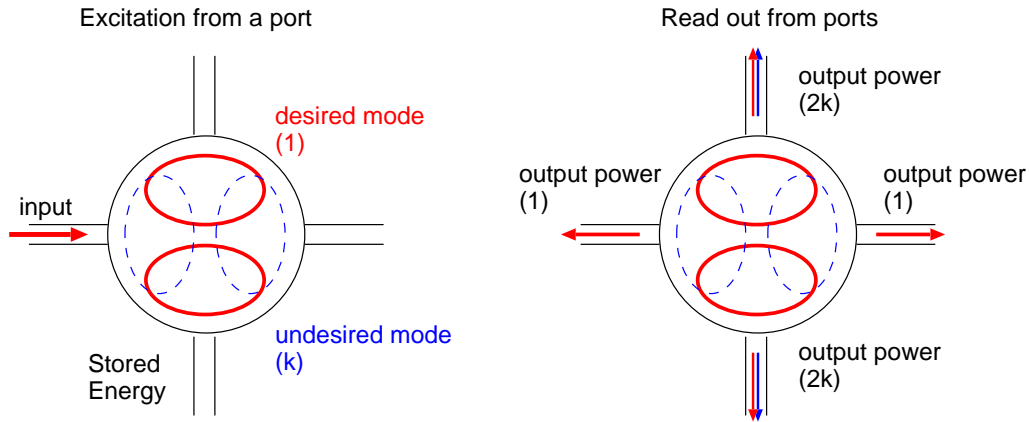 Excitation from a port
desired mode
(1)
input
undesired mode
(k)
Stored
Energy
Read out from ports
output power
(2k)
output power
(1)
output power
(1)
output power
(2k)